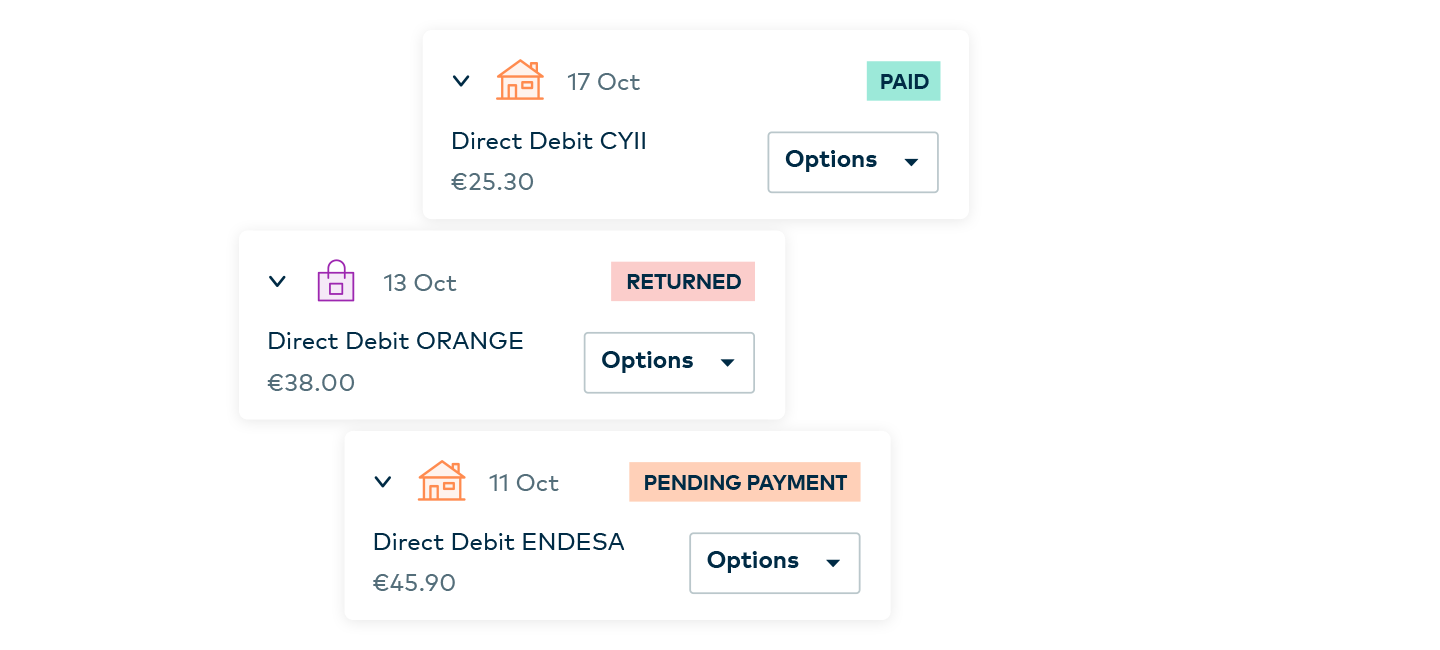 17 Oct
PAID
Direct Debit CYII
€25.30
Options
13 Oct
RETURNED
Direct Debit ORANGE
€38.00
Options
11 Oct
PENDING PAYMENT
Direct Debit ENDESA
€45.90
Options